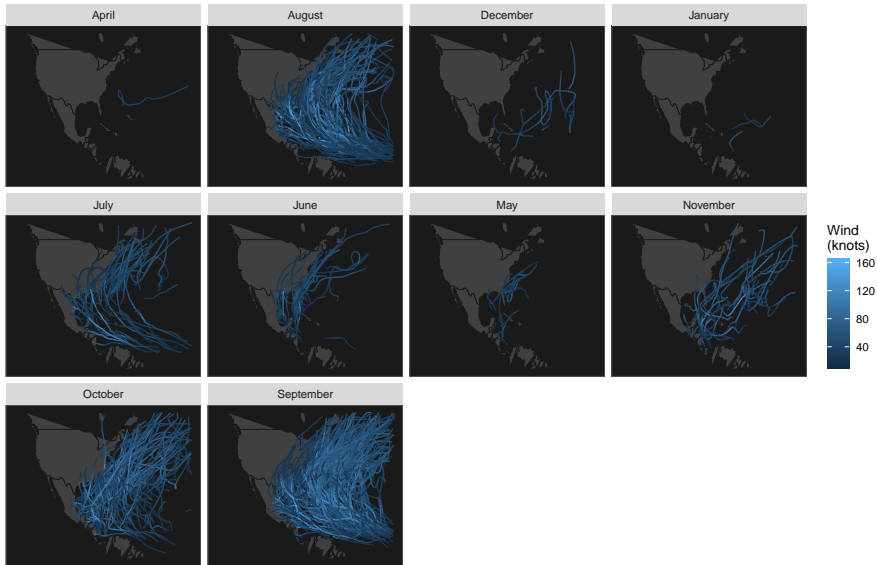 April
August
December
January
July
June
May
November
October
September
Wind
(knots)
160
120
80
40